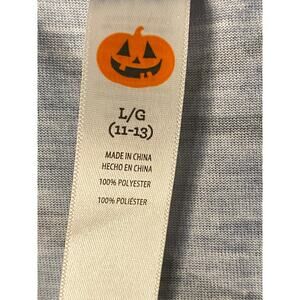 L/G
(11-13)
MADE IN CHINA
HECHO EN CHINA
100% POLYESTER
100% POLIÉSTER